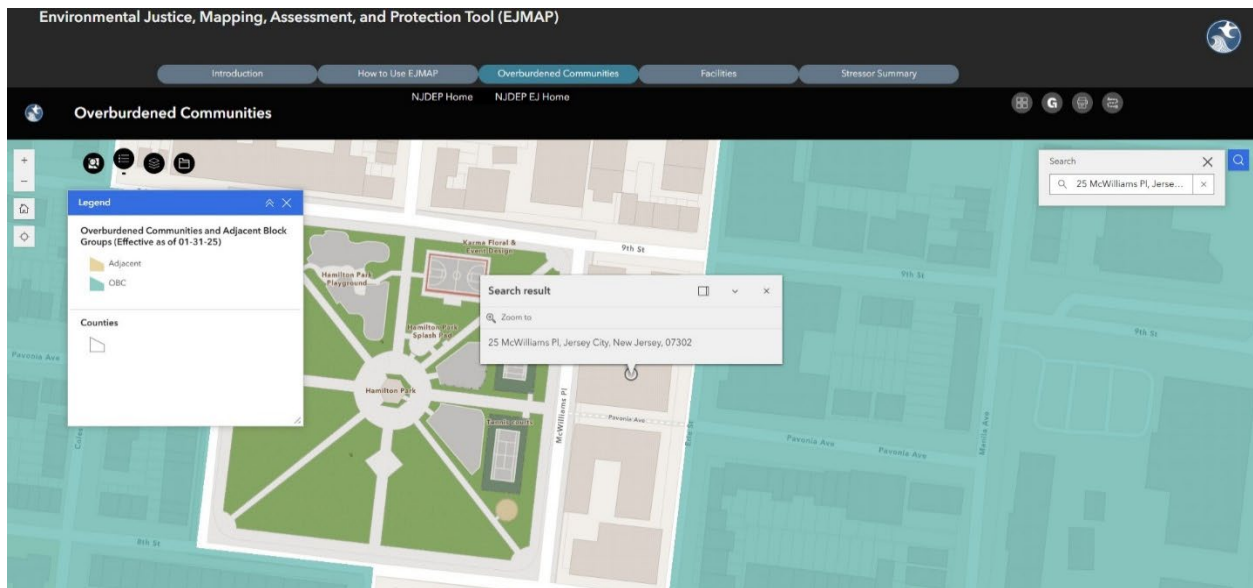 Environmental Justice, Mapping, Assessment, and Protection Tool (EJMAP)
Introduction
How to Use EJMAP
Overburdened Communities
Facilities
Stressor Summary
Overburdened Communities
NJDEP Home
NJDEP EJ Home
G
Search
25 McWilliams Pl, Jerse...
Legend
Overburdened Communities and Adjacent Block
Groups (Effective as of 01-31-25)
Adjacent
OBC
Counties
Karma Floral &
Event Design
9th St
9th St
9th St
Hamilton Park
Playground
Hamilton Park
Splash Pad
Search result
Zoom to
25 McWilliams Pl, Jersey City, New Jersey, 07302
Pavonia Ave
Hamilton Park
Tennis courts
McWilliams Pl
Pavonia Ave
Erie St
Pavonia Ave
Pavonia Ave
Manila Ave
8th St